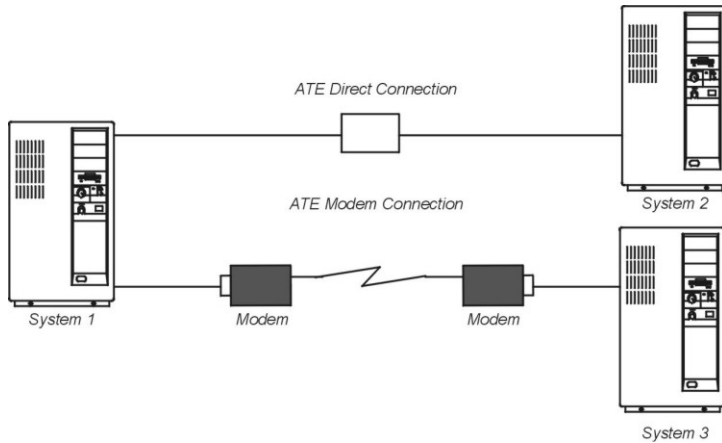 ATE Direct Connection
System 2
ATE Modem Connection
System 1
Modem
Modem
System 3